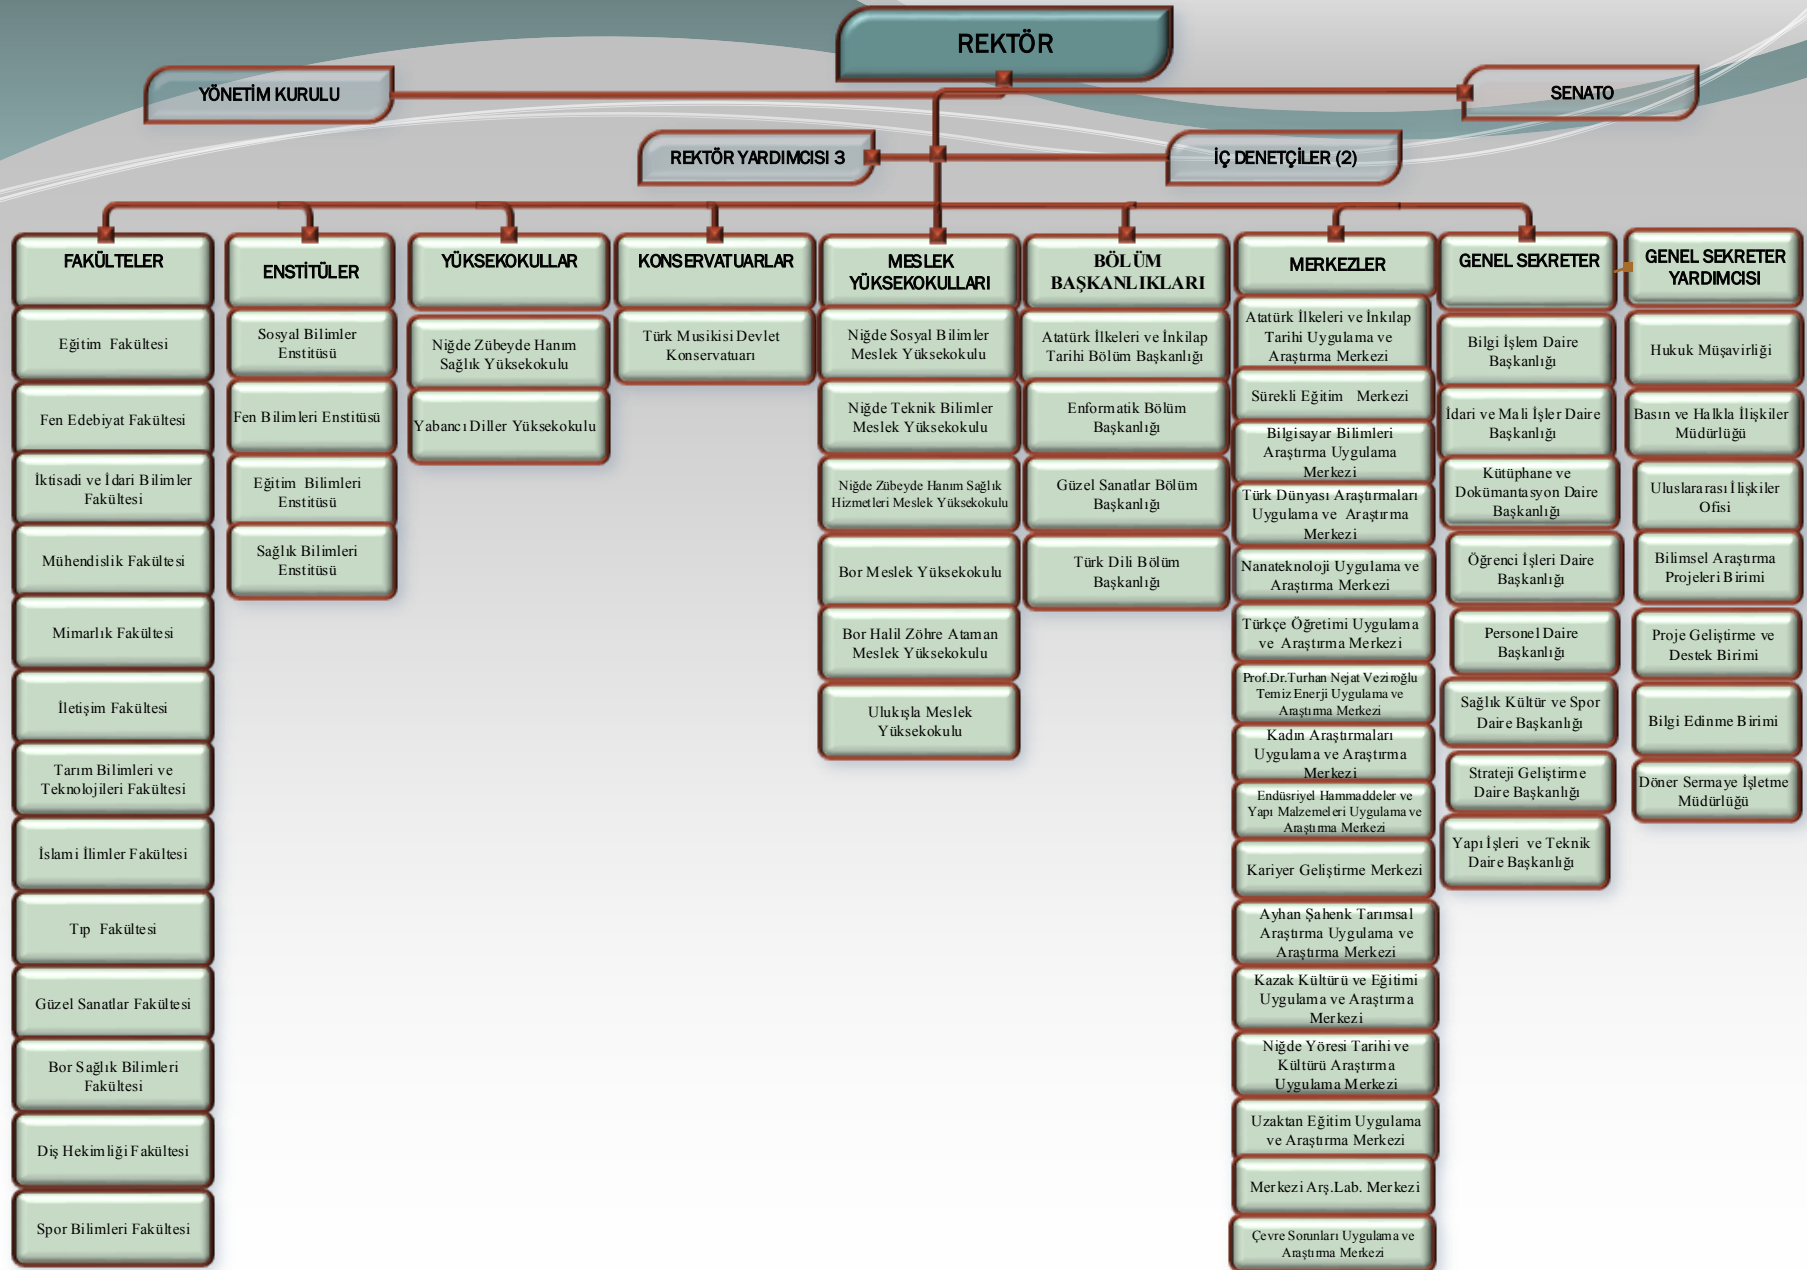 REKTÖR
YÖNETİM KURULU
SENATO
REKTÖR YARDIMCISI 3
İÇ DENETÇİLER (2)
FAKÜLTELER
Eğitim Fakültesi
Fen Edebiyat Fakültesi
İktisadi ve İdari Bilimler
Fakültesi
Mühendislik Fakültesi
Mimarlık Fakültesi
İletişim Fakültesi
Tarım Bilimleri ve
Teknolojileri Fakültesi
İslami İlimler Fakültesi
Tıp Fakültesi
Güzel Sanatlar Fakültesi
Bor Sağlık Bilimleri
Fakültesi
Diş Hekimliği Fakültesi
Spor Bilimleri Fakültesi
ENSTİTÜLER
Sosyal Bilimler
Enstitüsü
Fen Bilimleri Enstitüsü
Eğitim Bilimleri
Enstitüsü
Sağlık Bilimleri
Enstitüsü
YÜKSEKOKULLAR
Niğde Zübeyde Hanım
Sağlık Yüksekokulu
Yabancı Diller Yüksekokulu
KONSERVATUARLAR
Türk Musikisi Devlet
Konservatuarı
MESLEK
YÜKSEKOKULLARI
Niğde Sosyal Bilimler
Meslek Yüksekokulu
Niğde Teknik Bilimler
Meslek Yüksekokulu
Niğde Zübeyde Hanım Sağlık
Hizmetleri Meslek Yüksekokulu
Bor Meslek Yüksekokulu
Bor Halil Zöhre Ataman
Meslek Yüksekokulu
Ulukışla Meslek
Yüksekokulu
BÖLÜM
BAŞKANLIKLARI
Atatürk İlkeleri ve İnkilap
Tarihi Bölüm Başkanlığı
Enformatik Bölüm
Başkanlığı
Güzel Sanatlar Bölüm
Başkanlığı
Türk Dili Bölüm
Başkanlığı
MERKEZLER
Atatürk İlkeleri ve İnkılap
Tarihi Uygulama ve
Araştırma Merkezi
Sürekli Eğitim Merkezi
Bilgisayar Bilimleri
Araştırma Uygulama
Merkezi
Türk Dünyası Araştırmaları
Uygulama ve Araştırma
Merkezi
Nanateknoloji Uygulama ve
Araştırma Merkezi
Türkçe Öğretimi Uygulama
ve Araştırma Merkezi
Prof.Dr.Turhan Nejat Veziroğlu
Temiz Enerji Uygulama ve
Araştırma Merkezi
Kadın Araştırmaları
Uygulama ve Araştırma
Merkezi
Endüsriyel Hammaddeler ve
Yapı Malzemeleri Uygulama ve
Araştırma Merkezi
Kariyer Geliştirme Merkezi
Ayhan Şahenk Tarımsal
Araştırma Uygulama ve
Araştırma Merkezi
Kazak Kültürü ve Eğitimi
Uygulama ve Araştırma
Merkezi
Niğde Yöresi Tarihi ve
Kültürü Araştırma
Uygulama Merkezi
Uzaktan Eğitim Uygulama
ve Araştırma Merkezi
Merkezi Arş.Lab. Merkezi
Çevre Sorunları Uygulama ve
Araştırma Merkezi
GENEL SEKRETER
Bilgi İşlem Daire
Başkanlığı
İdari ve Mali İşler Daire
Başkanlığı
Kütüphane ve
Dokümantasyon Daire
Başkanlığı
Öğrenci İşleri Daire
Başkanlığı
Personel Daire
Başkanlığı
Sağlık Kültür ve Spor
Daire Başkanlığı
Strateji Geliştirme
Daire Başkanlığı
Yapı İşleri ve Teknik
Daire Başkanlığı
GENEL SEKRETER
YARDIMCISI
Hukuk Müşavirliği
Basın ve Halkla İlişkiler
Müdürlüğü
Uluslararası İlişkiler
Ofisi
Bilimsel Araştırma
Projeleri Birimi
Proje Geliştirme ve
Destek Birimi
Bilgi Edinme Birimi
Döner Sermaye İşletme
Müdürlüğü